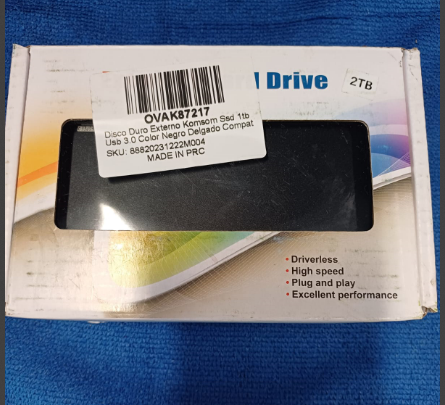 Drive
2TB
OVAK87217
Disco Duro Externo Komsom Ssd 1tb
Usb 3.0 Color Negro Delgado Compat
SKU: 88820231222M004
MADE IN PRC
• Driverless
• High speed
• Plug and play
• Excellent performance